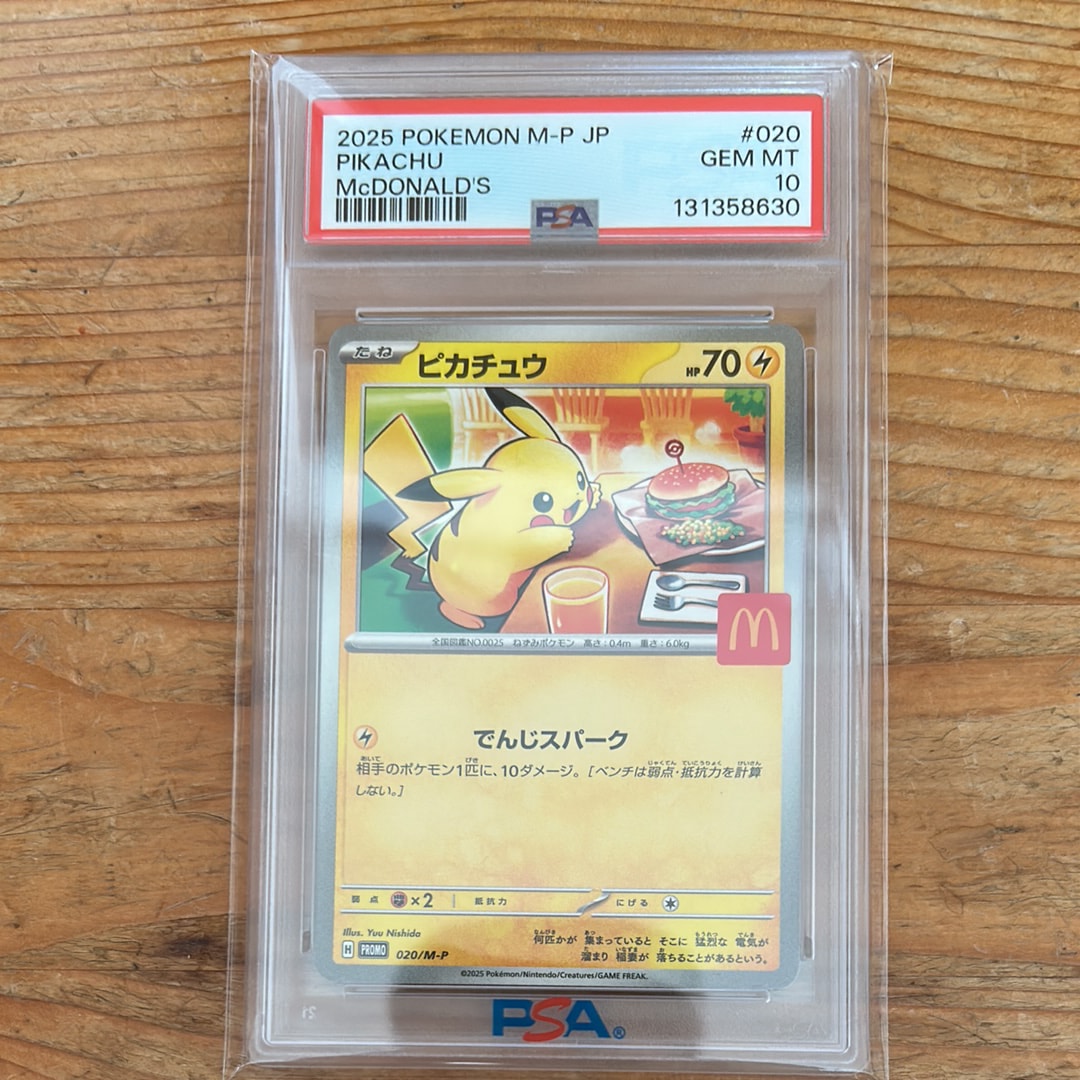 2025 POKEMON M-P JP #020
PIKACHU GEM MT
McDONALD'S 10
131358630
PSA
たね ピカチュウ HP70
全国図鑑NO.0025 ねずみポケモン 高さ:0.4m 重さ:6.0kg
でんじスパーク
相手のポケモン1匹に、10ダメージ。[ベンチは弱点・抵抗力を計算
しない。]
弱点 ×2 抵抗力 にげる
Illus. Yuu Nishida
何匹かが 集まっていると そこに 猛烈な 電気が
溜まり 稲妻が 落ちることがあるという。
H PROMO 020/M-P
©2025 Pokémon/Nintendo/Creatures/GAME FREAK.
PSA®